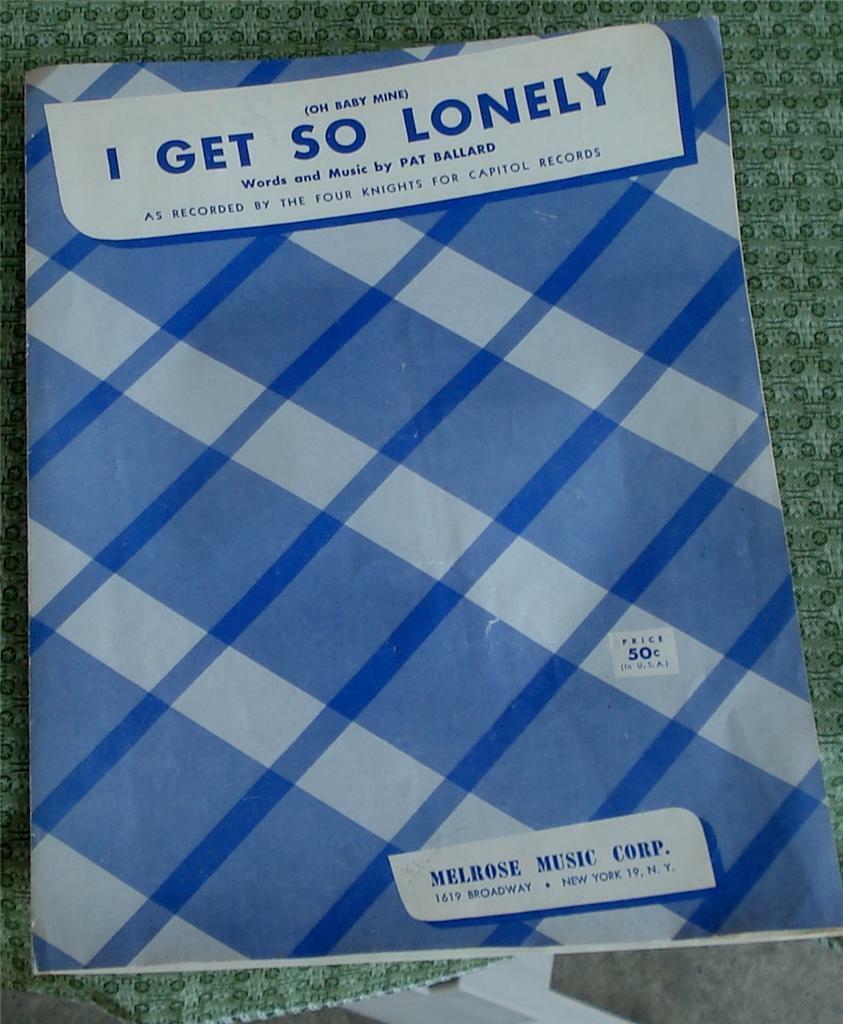 (OH BABY MINE)
I GET SO LONELY
Words and Music by PAT BALLARD
AS RECORDED BY THE FOUR KNIGHTS FOR CAPITOL RECORDS
PRICE
50c
(In U.S.A.)
MELROSE MUSIC CORP.
1619 BROADWAY • NEW YORK 19, N. Y.